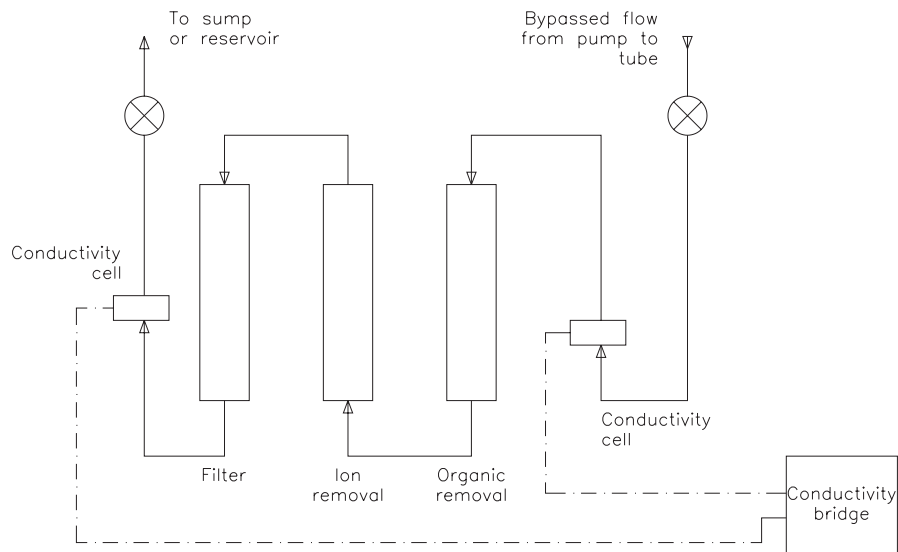 To sump
or reservoir
Bypassed flow
from pump to
tube
Conductivity
cell
Conductivity
cell
Filter
Ion
removal
Organic
removal
Conductivity
bridge